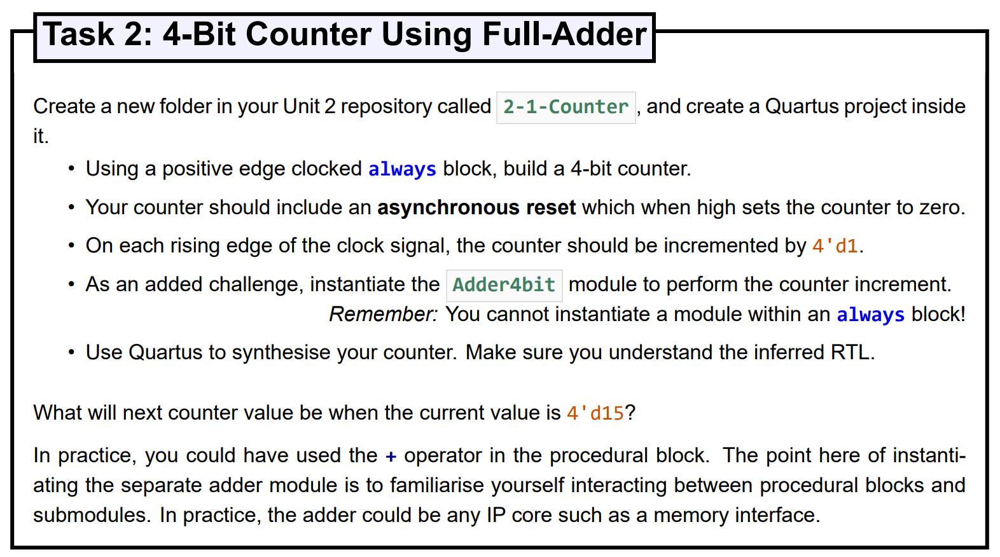 Task 2: 4-Bit Counter Using Full-Adder
Create a new folder in your Unit 2 repository called 2-1-Counter, and create a Quartus project inside
it.
• Using a positive edge clocked always block, build a 4-bit counter.
• Your counter should include an asynchronous reset which when high sets the counter to zero.
• On each rising edge of the clock signal, the counter should be incremented by 4'd1.
• As an added challenge, instantiate the Adder4bit module to perform the counter increment.
Remember: You cannot instantiate a module within an always block!
• Use Quartus to synthesise your counter. Make sure you understand the inferred RTL.
What will next counter value be when the current value is 4'd15?
In practice, you could have used the + operator in the procedural block. The point here of instanti-
ating the separate adder module is to familiarise yourself interacting between procedural blocks and
submodules. In practice, the adder could be any IP core such as a memory interface.